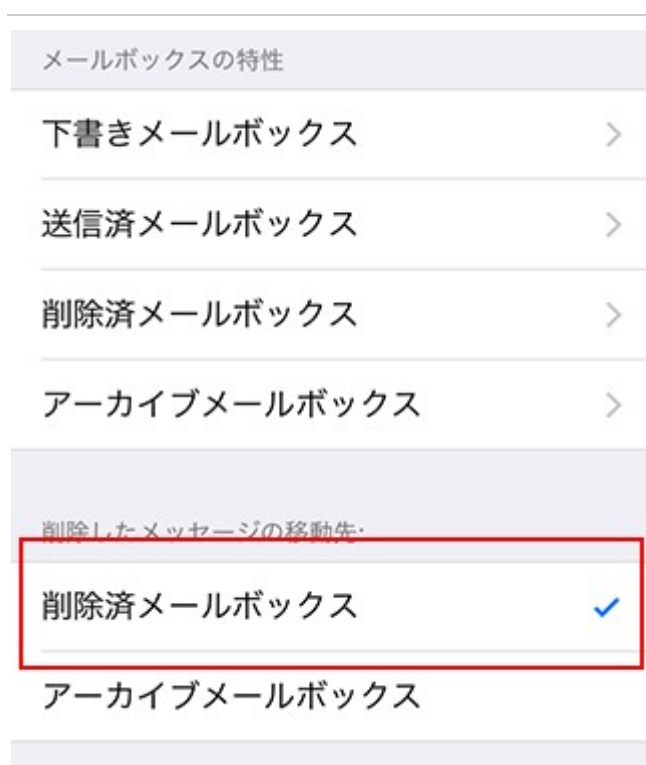 メールボックスの特性
下書きメールボックス
送信済メールボックス
削除済メールボックス
アーカイブメールボックス
削除したメッセージの移動先:
削除済メールボックス
アーカイブメールボックス